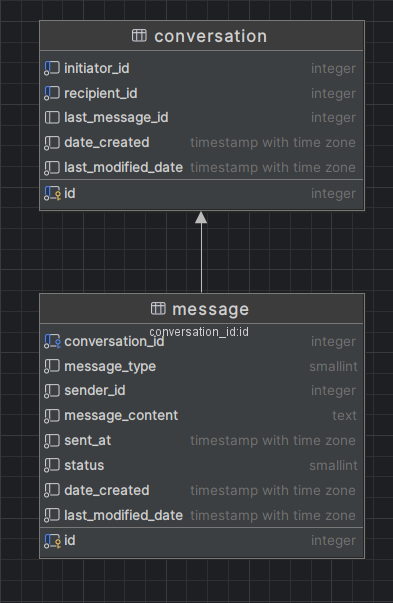 conversation
initiator_id integer
recipient_id integer
last_message_id integer
date_created timestamp with time zone
last_modified_date timestamp with time zone
id integer
message
conversation_id:id
conversation_id integer
message_type smallint
sender_id integer
message_content text
sent_at timestamp with time zone
status smallint
date_created timestamp with time zone
last_modified_date timestamp with time zone
id integer